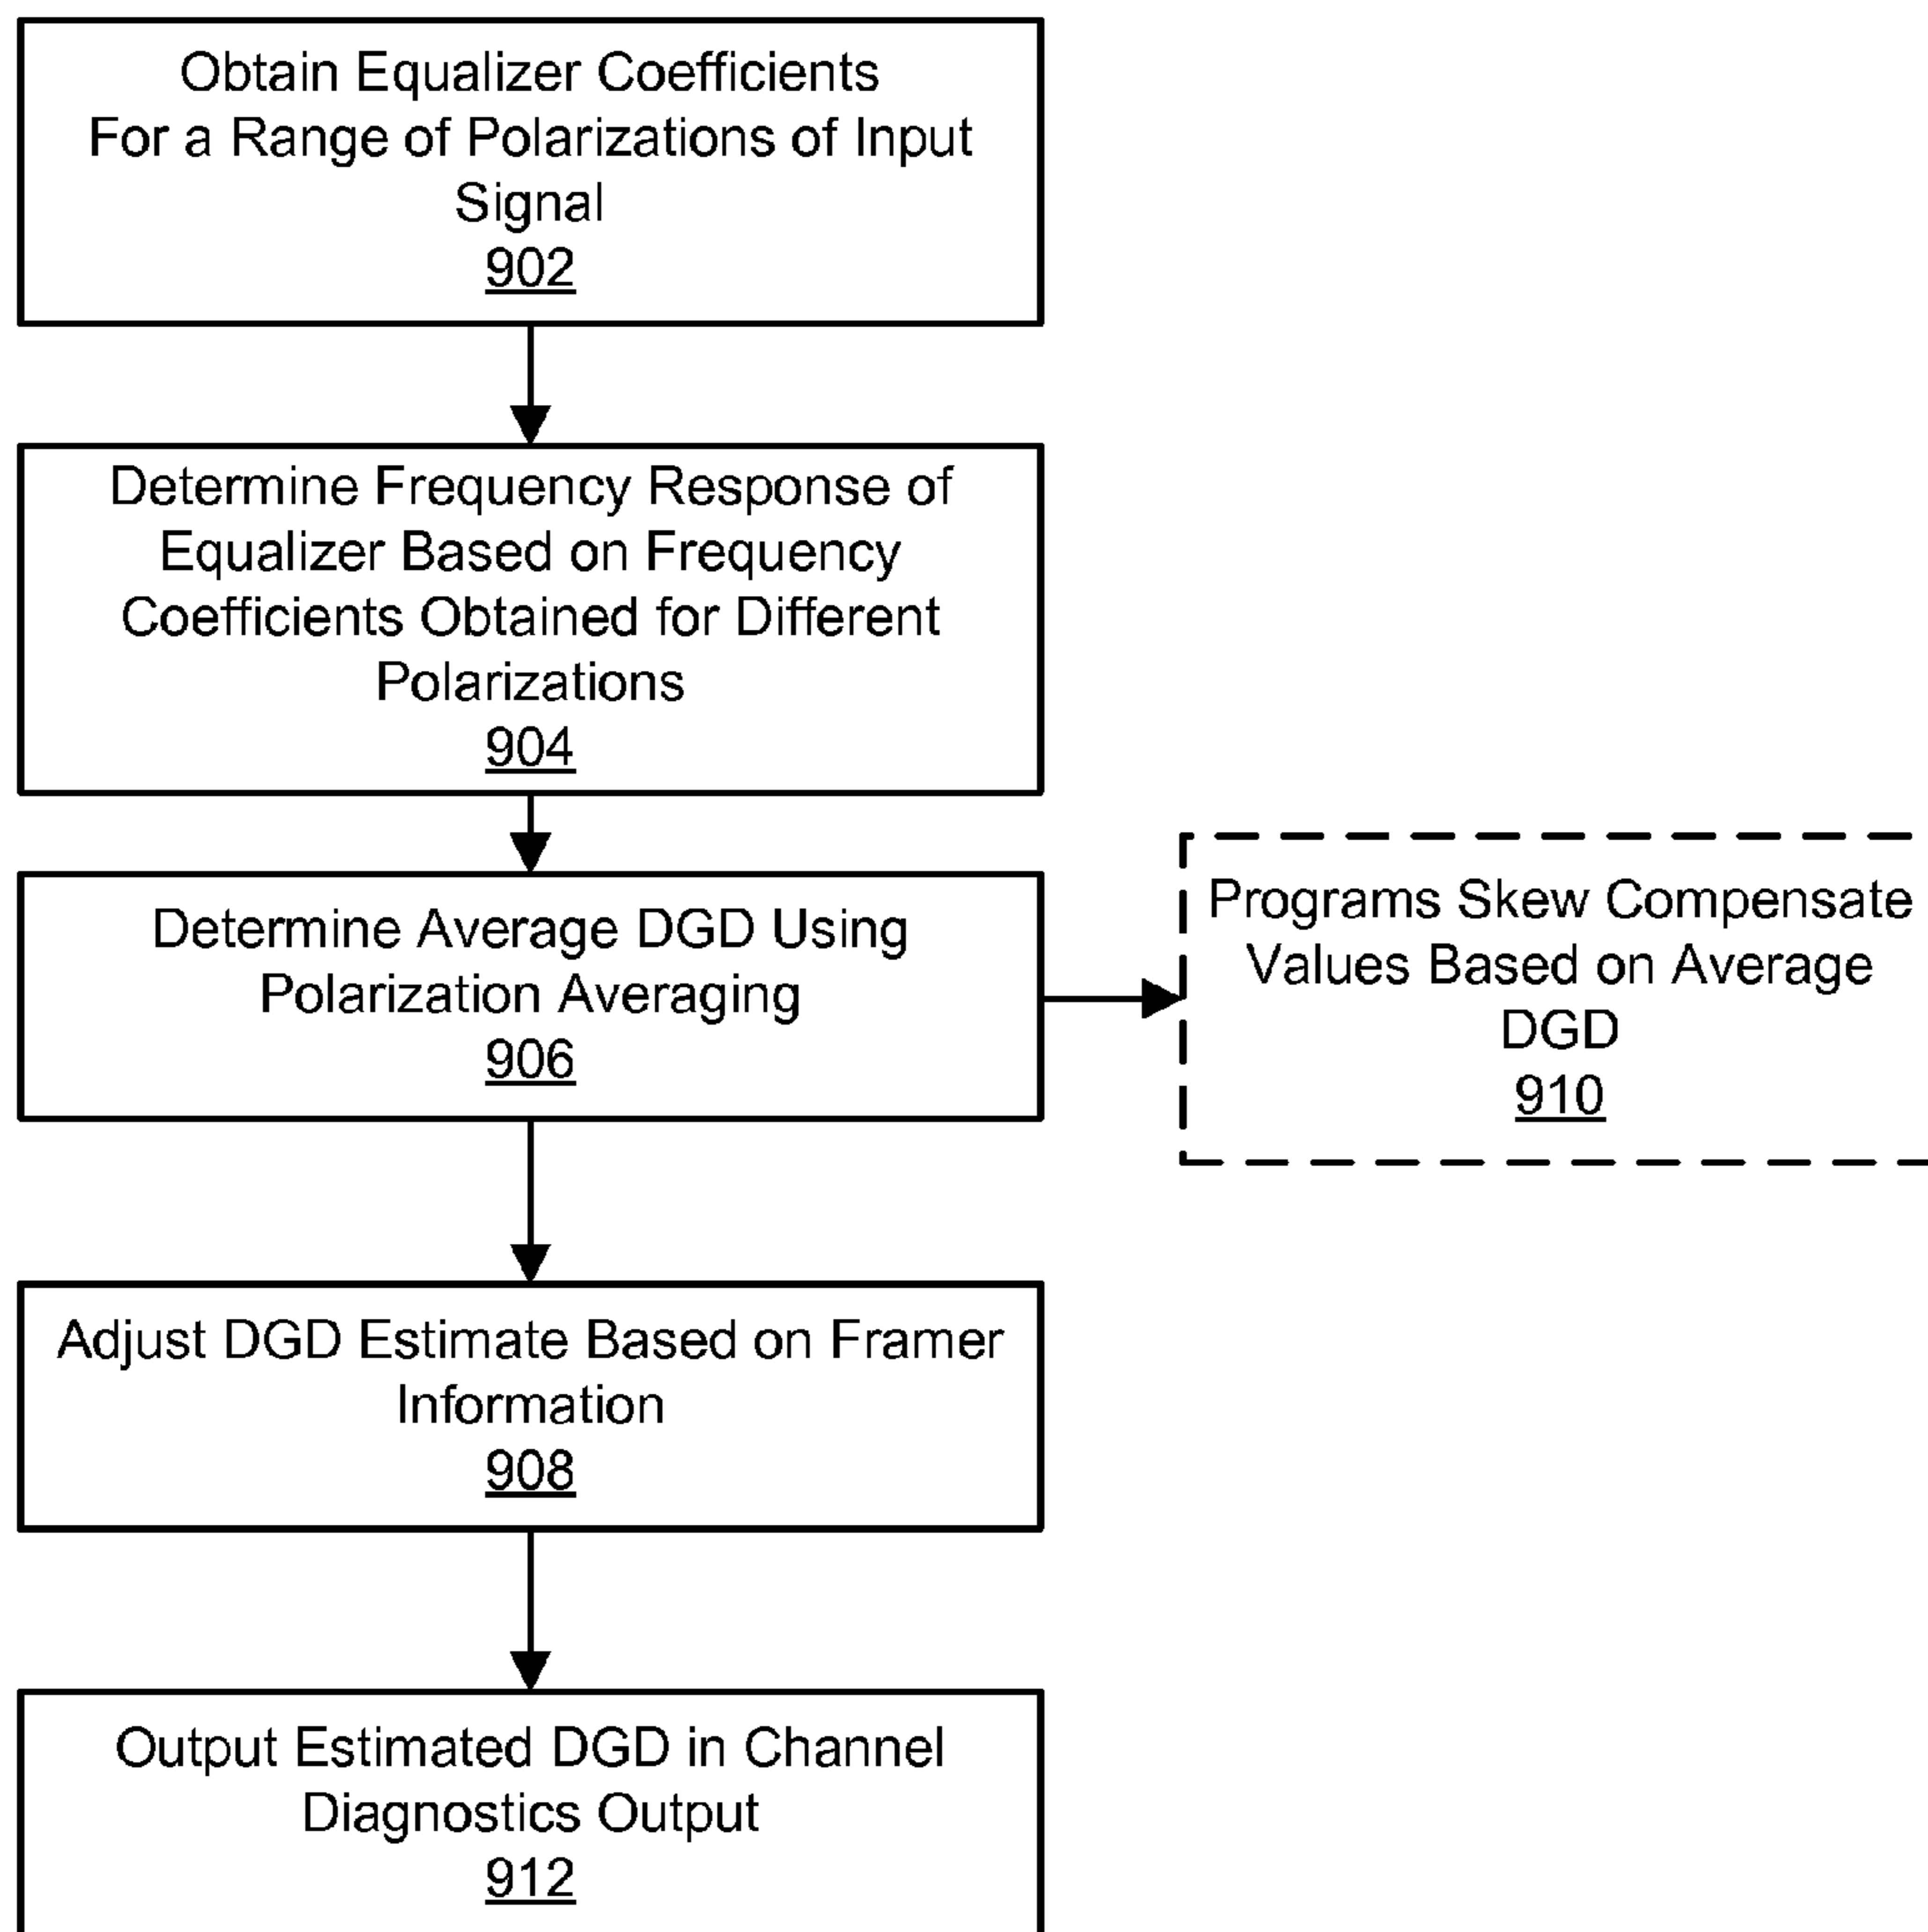 Obtain Equalizer Coefficients
For a Range of Polarizations of Input
Signal
902
Determine Frequency Response of
Equalizer Based on Frequency
Coefficients Obtained for Different
Polarizations
904
Determine Average DGD Using
Polarization Averaging
906
Programs Skew Compensate
Values Based on Average
DGD
910
Adjust DGD Estimate Based on Framer
Information
908
Output Estimated DGD in Channel
Diagnostics Output
912